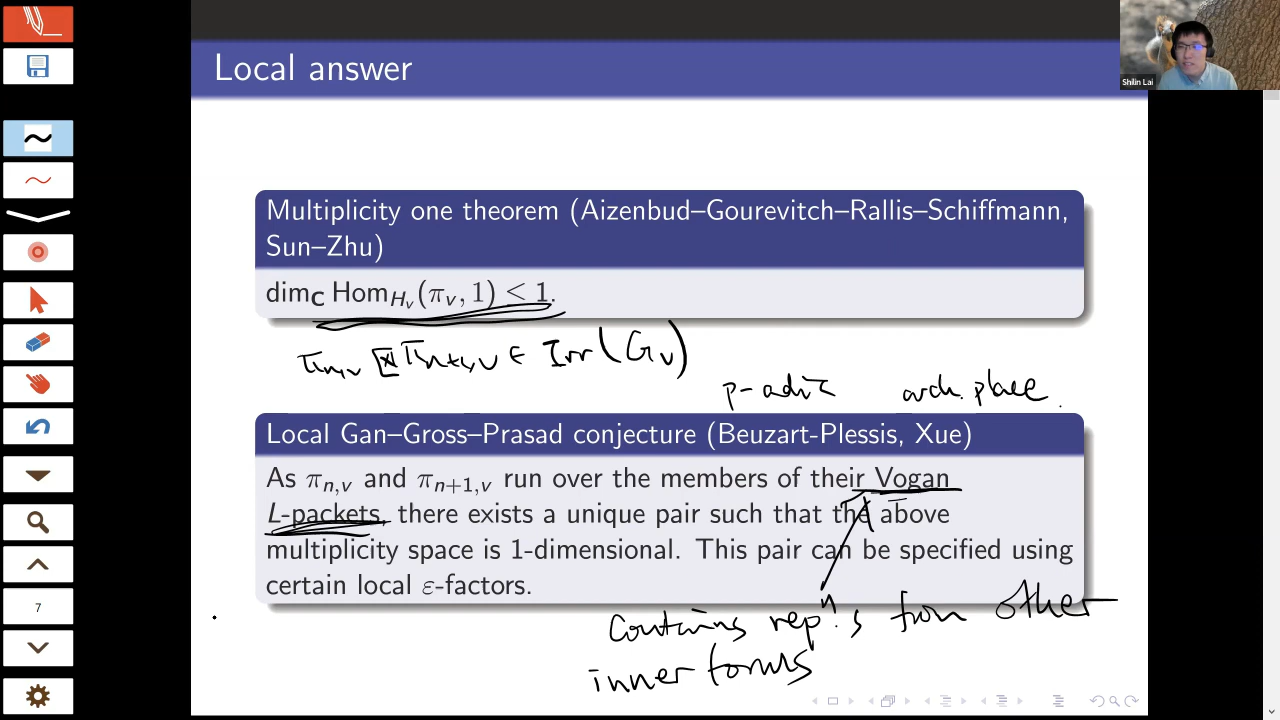 Local answer
Shilin Lai
Multiplicity one theorem (Aizenbud–Gourevitch–Rallis–Schiffmann,
Sun–Zhu)
dim_C Hom_{H_v}(π_v, 1) ≤ 1.
π_{n,v} ⊠ π_{n+1,v} ∈ Irr(G_v)
p-adic arch. place.
Local Gan–Gross–Prasad conjecture (Beuzart-Plessis, Xue)
As π_{n,v} and π_{n+1,v} run over the members of their Vogan
L-packets, there exists a unique pair such that the above
multiplicity space is 1-dimensional. This pair can be specified using
certain local ε-factors.
contains repn's from other
inner forms
7